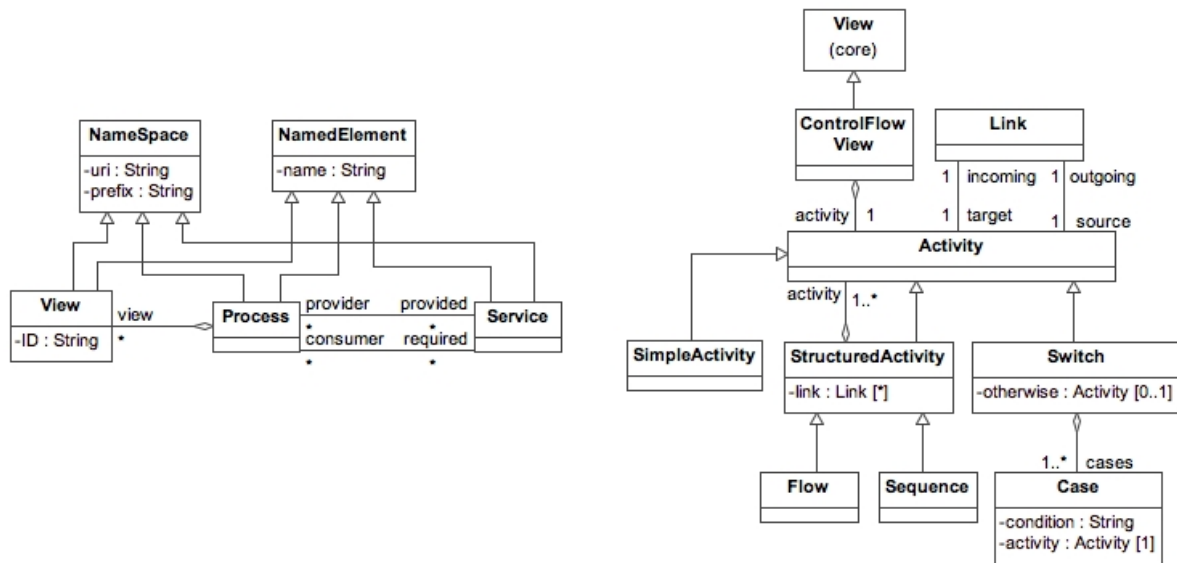 NameSpace
-uri : String
-prefix : String
NamedElement
-name : String
View
-ID : String
view
*
Process
provider
provided
*
*
consumer
required
*
*
Service
View
(core)
ControlFlow
View
Link
1
incoming
1
outgoing
activity
1
1
target
1
source
Activity
activity
1..*
SimpleActivity
StructuredActivity
-link : Link [*]
Switch
-otherwise : Activity [0..1]
1..*
cases
Flow
Sequence
Case
-condition : String
-activity : Activity [1]